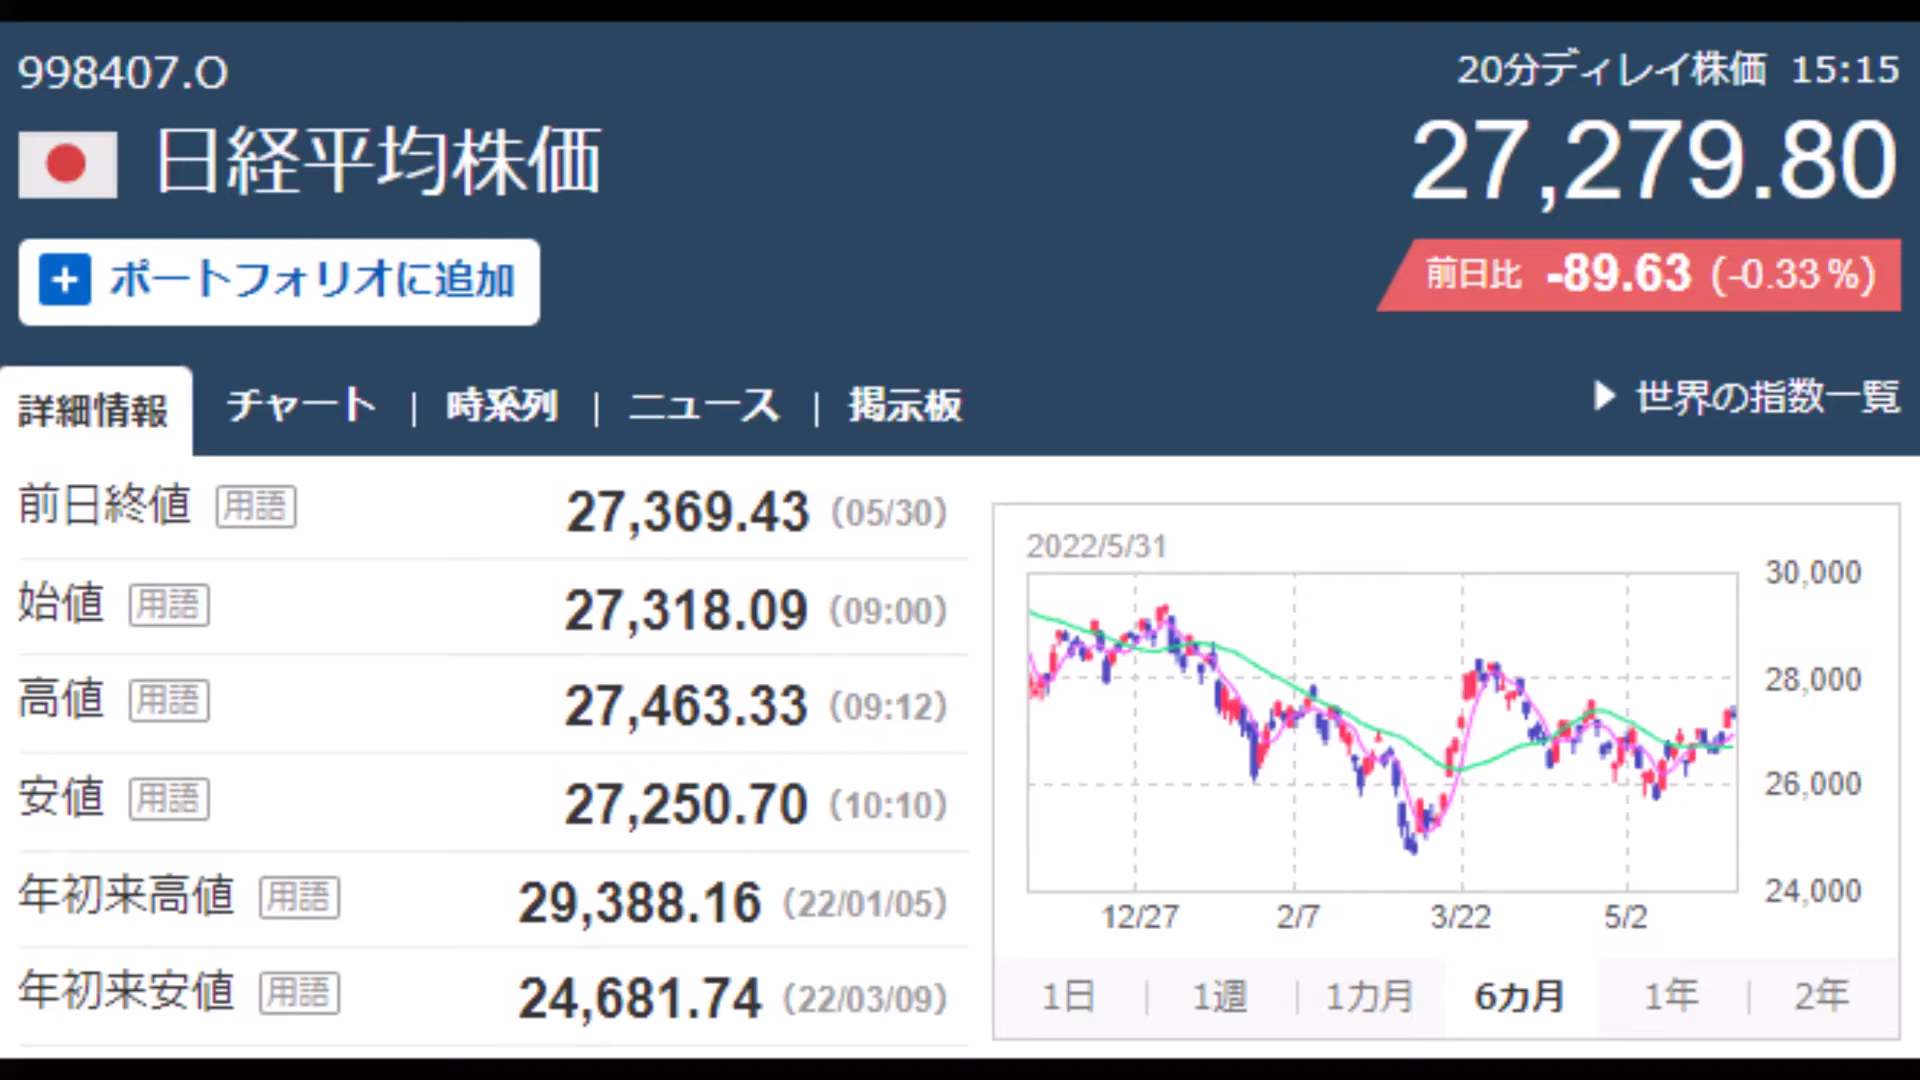 998407.O
20分ディレイ株価 15:15
日経平均株価
27,279.80
+ ポートフォリオに追加
前日比 -89.63 (-0.33%)
詳細情報 チャート | 時系列 | ニュース | 掲示板
▶ 世界の指数一覧
前日終値 用語 27,369.43 (05/30)
始値 用語 27,318.09 (09:00)
高値 用語 27,463.33 (09:12)
安値 用語 27,250.70 (10:10)
年初来高値 用語 29,388.16 (22/01/05)
年初来安値 用語 24,681.74 (22/03/09)
2022/5/31
30,000
28,000
26,000
24,000
12/27 2/7 3/22 5/2
1日 | 1週 | 1カ月 6カ月 1年 | 2年